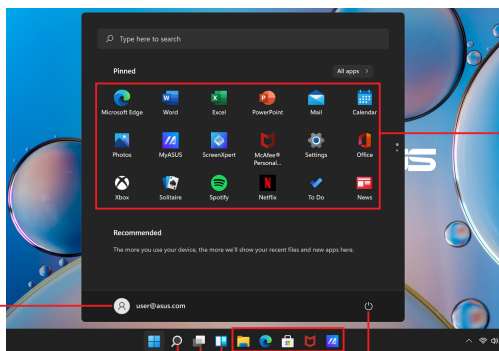 Type here to search
Pinned
All apps >
Microsoft Edge Word Excel PowerPoint Mail Calendar
Photos MyASUS ScreenXpert McAfee® Settings Office
Personal...
Xbox Solitaire Spotify Netflix To Do News
Recommended
The more you use your device, the more we'll show your recent files and new apps here.
user@asus.com